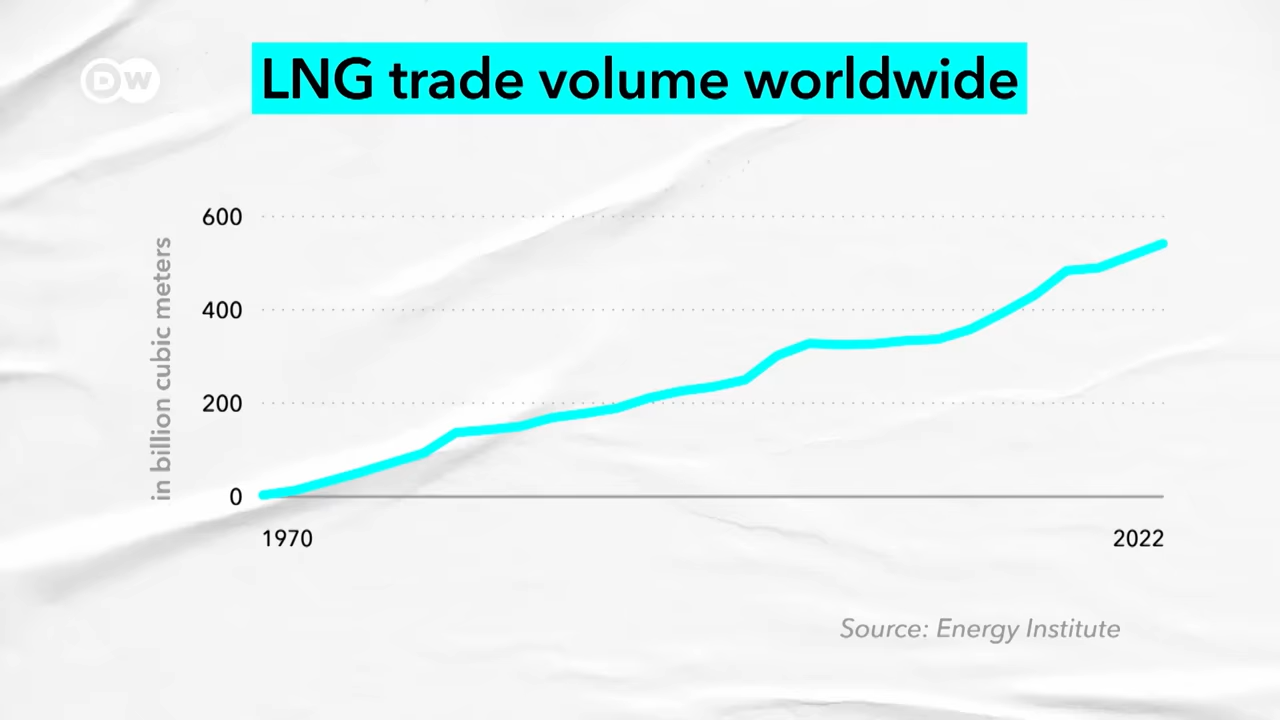 DW
LNG trade volume worldwide
in billion cubic meters
600
400
200
0
1970
2022
Source: Energy Institute